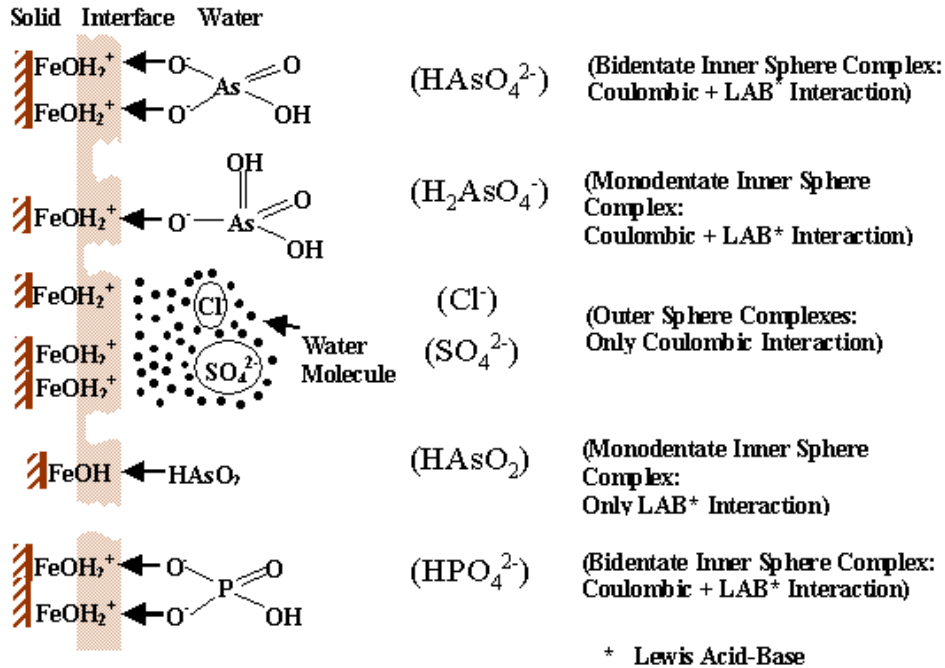 Solid Interface Water
FeOH₂⁺ O⁻ As O
FeOH₂⁺ O⁻ OH
(HAsO₄²⁻)
(Bidentate Inner Sphere Complex:
Coulombic + LAB* Interaction)
OH
FeOH₂⁺ O⁻ As O
OH
(H₂AsO₄⁻)
(Monodentate Inner Sphere
Complex:
Coulombic + LAB* Interaction)
FeOH₂⁺ Cl⁻
FeOH₂⁺ SO₄²⁻
FeOH₂⁺
Water
Molecule
(Cl⁻)
(SO₄²⁻)
(Outer Sphere Complexes:
Only Coulombic Interaction)
FeOH HAsO₂
(HAsO₂)
(Monodentate Inner Sphere
Complex:
Only LAB* Interaction)
FeOH₂⁺ O⁻ P O
FeOH₂⁺ O⁻ OH
(HPO₄²⁻)
(Bidentate Inner Sphere Complex:
Coulombic + LAB* Interaction)
* Lewis Acid-Base